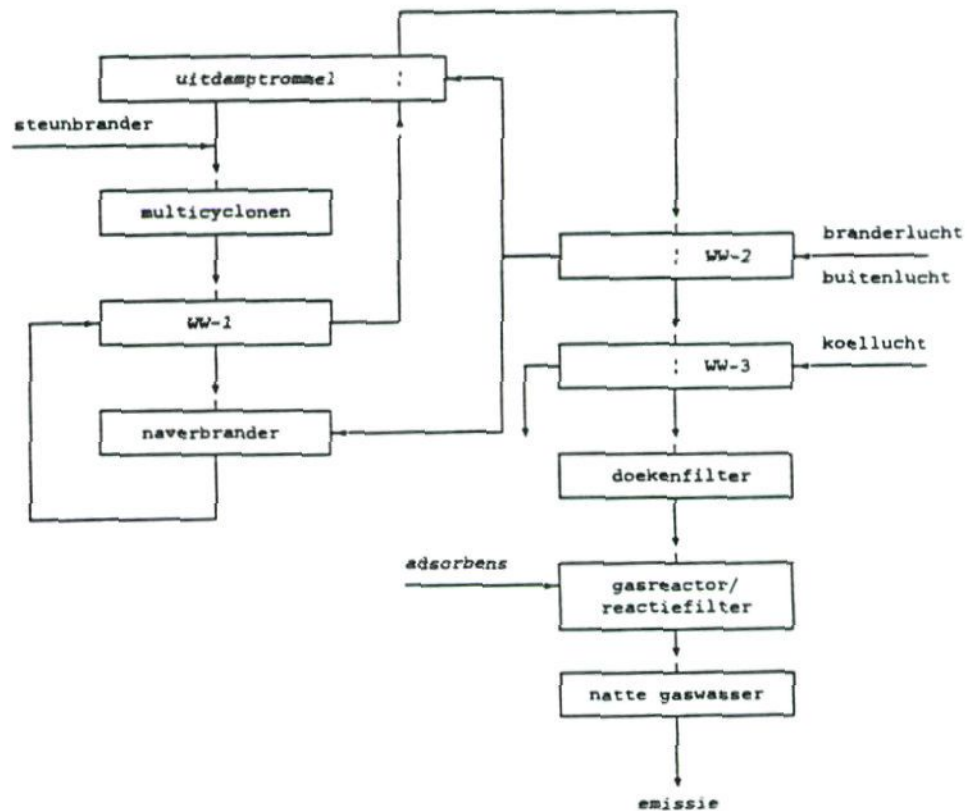 uitdamptrommel
steunbrander
multicyclonen
WW-1
naverbrander
WW-2
branderlucht
buitenlucht
WW-3
koellucht
doekenfilter
adsorbens
gasreactor/
reactiefilter
natte gaswasser
emissie